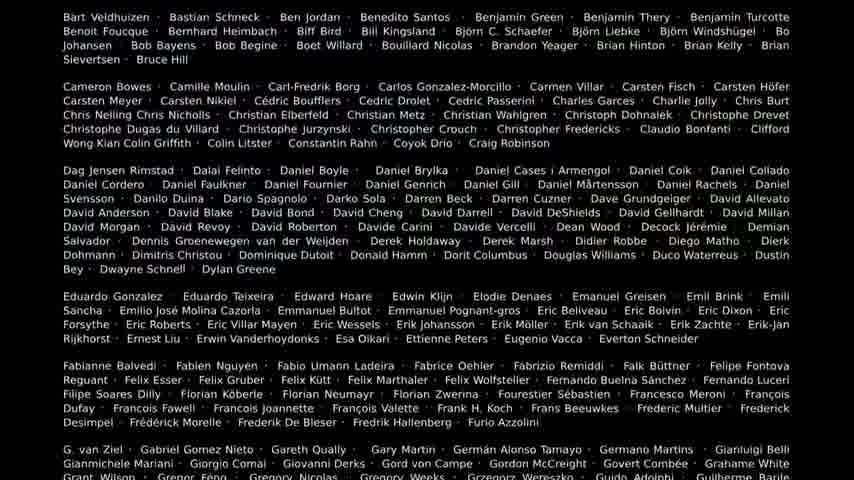 Bart Veldhuizen · Bastian Schneck · Ben Jordan · Benedito Santos · Benjamin Green · Benjamin Thery · Benjamin Turcotte
Benoit Foucque · Bernhard Heimbach · Biff Bird · Bill Kingsland · Björn C. Schaefer · Björn Liebke · Björn Windshügel · Bo
Johansen · Bob Bayens · Bob Begine · Boet Willard · Bouillard Nicolas · Brandon Yeager · Brian Hinton · Brian Kelly · Brian
Sievertsen · Bruce Hill
Cameron Bowes · Camille Moulin · Carl-Fredrik Borg · Carlos Gonzalez-Morcillo · Carmen Villar · Carsten Fisch · Carsten Höfer
Carsten Meyer · Carsten Nikiel · Cédric Boufflers · Cedric Drolet · Cedric Passerini · Charles Garces · Charlie Jolly · Chris Burt
Chris Neiling Chris Nicholls · Christian Elberfeld · Christian Metz · Christian Wahlgren · Christoph Dohnalek · Christophe Drevet
Christophe Dugas du Villard · Christophe Jurzynski · Christopher Crouch · Christopher Fredericks · Claudio Bonfanti · Clifford
Wong Kian Colin Griffith · Colin Litster · Constantin Rahn · Coyok Drio · Craig Robinson
Dag Jensen Rimstad · Dalai Felinto · Daniel Boyle · Daniel Brylka · Daniel Cases i Armengol · Daniel Coik · Daniel Collado
Daniel Cordero · Daniel Faulkner · Daniel Fournier · Daniel Genrich · Daniel Gill · Daniel Mårtensson · Daniel Rachels · Daniel
Svensson · Danilo Duina · Dario Spagnolo · Darko Sola · Darren Beck · Darren Cuzner · Dave Grundgeiger · David Allevato
David Anderson · David Blake · David Bond · David Cheng · David Darrell · David DeShields · David Gellhardt · David Millan
David Morgan · David Revoy · David Roberton · Davide Carini · Davide Vercelli · Dean Wood · Decock Jérémie · Demian
Salvador · Dennis Groenewegen van der Weijden · Derek Holdaway · Derek Marsh · Didier Robbe · Diego Matho · Dierk
Dohmann · Dimitris Christou · Dominique Dutoit · Donald Hamm · Dorit Columbus · Douglas Williams · Duco Waterreus · Dustin
Bey · Dwayne Schnell · Dylan Greene
Eduardo Gonzalez · Eduardo Teixeira · Edward Hoare · Edwin Klijn · Elodie Denaes · Emanuel Greisen · Emil Brink · Emili
Sancha · Emilio José Molina Cazorla · Emmanuel Bultot · Emmanuel Pognant-gros · Eric Beliveau · Eric Boivin · Eric Dixon · Eric
Forsythe · Eric Roberts · Eric Villar Mayen · Eric Wessels · Erik Johansson · Erik Möller · Erik van Schaaik · Erik Zachte · Erik-Jan
Rijkhorst · Ernest Liu · Erwin Vanderhoydonks · Esa Oikari · Ettienne Peters · Eugenio Vacca · Everton Schneider
Fabianne Balvedi · Fabien Nguyen · Fabio Umann Ladeira · Fabrice Oehler · Fabrizio Remiddi · Falk Büttner · Felipe Fontova
Reguant · Felix Esser · Felix Gruber · Felix Kütt · Felix Marthaler · Felix Wolfsteller · Fernando Buelna Sánchez · Fernando Luceri
Filipe Soares Dilly · Florian Köberle · Florian Neumayr · Florian Zwerina · Fourestier Sébastien · Francesco Meroni · François
Dufay · Francois Fawell · Francois Joannette · François Valette · Frank H. Koch · Frans Beeuwkes · Frederic Multier · Frederick
Desimpel · Frédérick Morelle · Frederik De Bleser · Fredrik Hallenberg · Furio Azzolini
G. van Ziel · Gabriel Gomez Nieto · Gareth Qually · Gary Martin · Germán Alonso Tamayo · Germano Martins · Gianluigi Belli
Gianmichele Mariani · Giorgio Comai · Giovanni Derks · Gord von Campe · Gordon McCreight · Govert Combée · Grahame White
Grant Wilson · Gregor Féno · Gregory Nicolas · Gregory Weeks · Grzegorz Wereszko · Guido Adolphi · Guilherme Barile